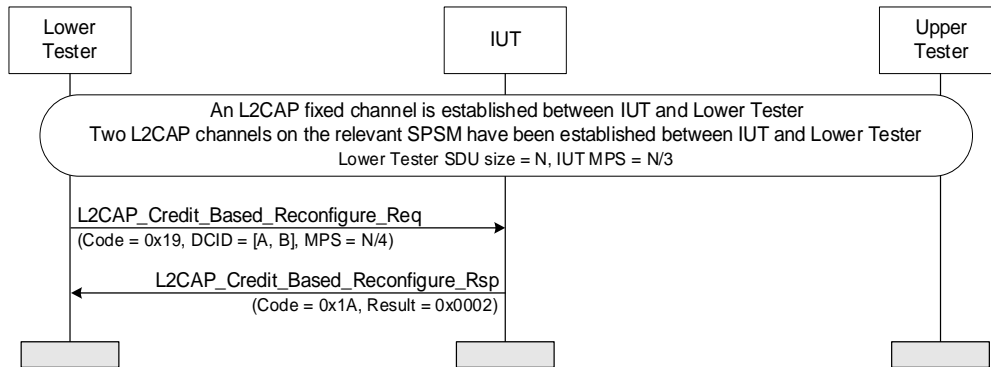 Lower
Tester
IUT
Upper
Tester
An L2CAP fixed channel is established between IUT and Lower Tester
Two L2CAP channels on the relevant SPSM have been established between IUT and Lower Tester
Lower Tester SDU size = N, IUT MPS = N/3
L2CAP_Credit_Based_Reconfigure_Req
(Code = 0x19, DCID = [A, B], MPS = N/4)
L2CAP_Credit_Based_Reconfigure_Rsp
(Code = 0x1A, Result = 0x0002)